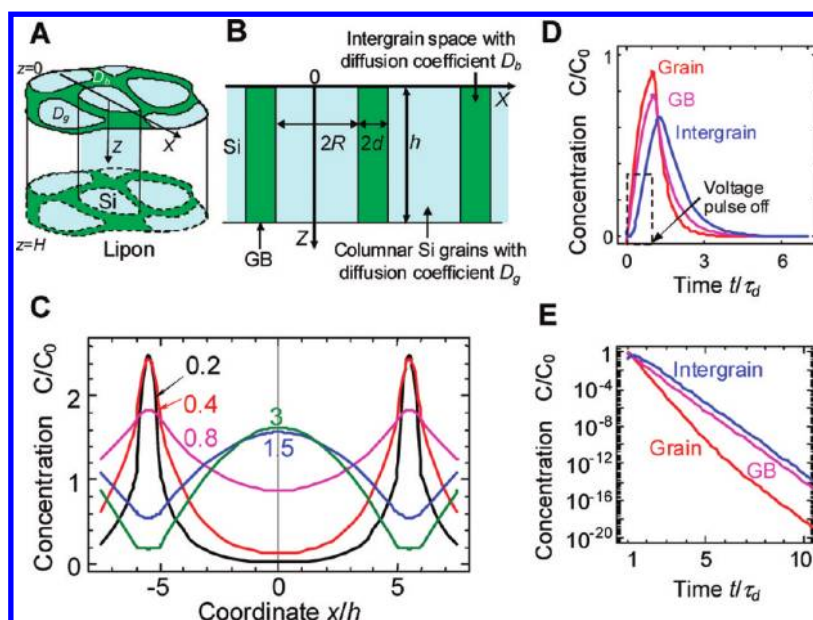 A
z=0
D_b
D_g
X
z
Si
z=H
Lipon
B
Intergrain space with
diffusion coefficient D_b
0
X
Si
2R
2d
h
Z
GB
Columnar Si grains with
diffusion coefficient D_g
C
Concentration C/C_0
2
1
0
0.2
0.4
0.8
3
1.5
-5
0
5
Coordinate x/h
D
Concentration C/C_0
1
0
Grain
GB
Intergrain
Voltage
pulse off
0
3
6
Time t/τ_d
E
Concentration C/C_0
1
10^-4
10^-8
10^-12
10^-16
10^-20
Intergrain
GB
Grain
1
5
10
Time t/τ_d